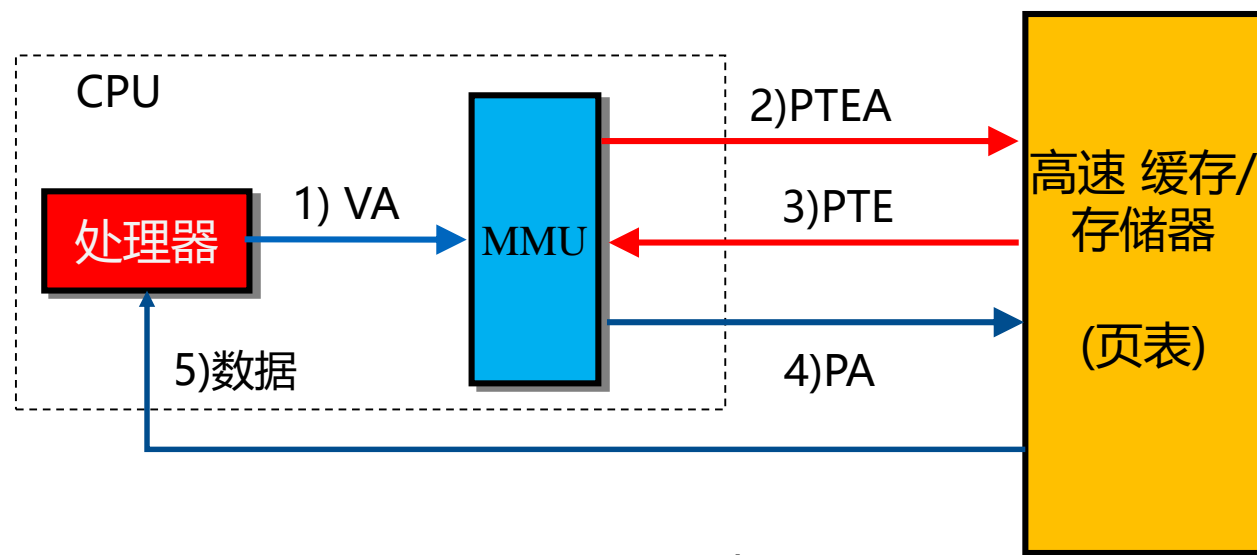 CPU
2)PTEA
1) VA
处理器
MMU
3)PTE
高速 缓存/
存储器
(页表)
5)数据
4)PA